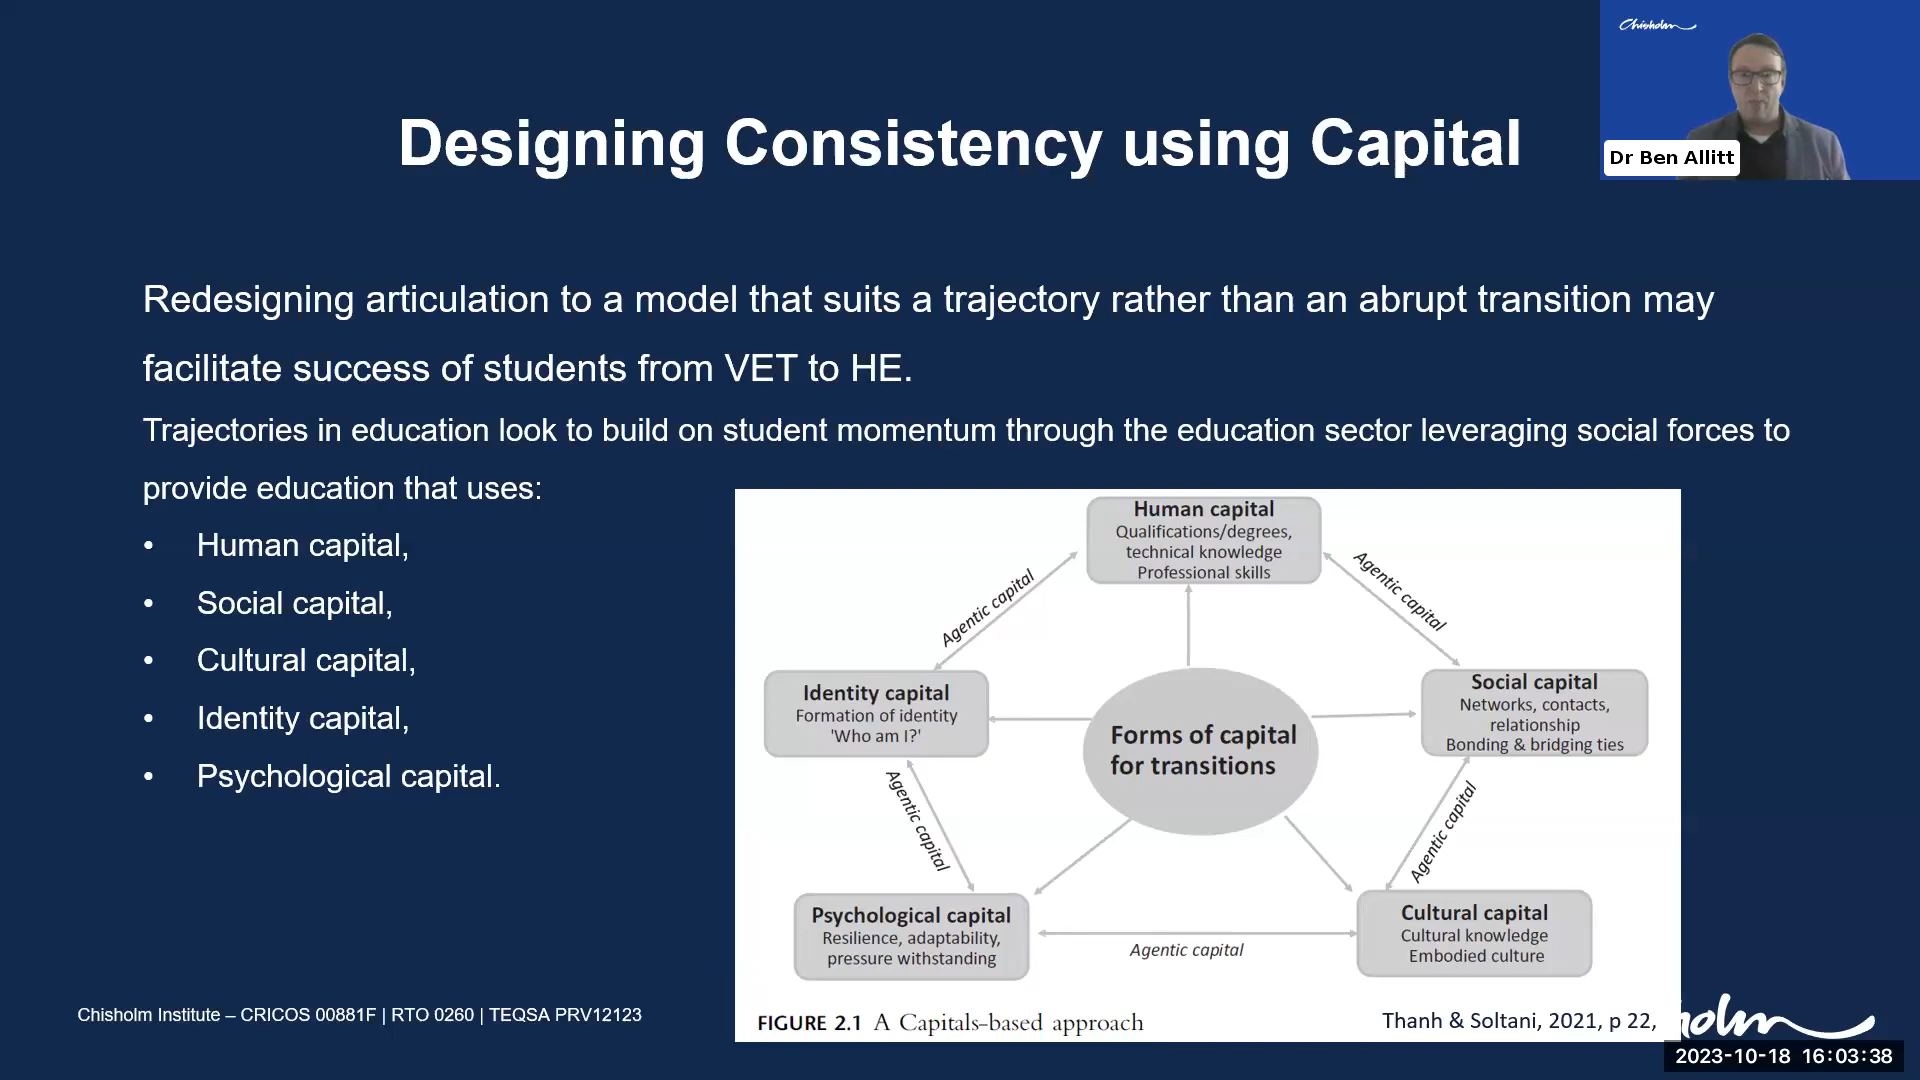 Chisholm
Dr Ben Allitt
Designing Consistency using Capital
Redesigning articulation to a model that suits a trajectory rather than an abrupt transition may
facilitate success of students from VET to HE.
Trajectories in education look to build on student momentum through the education sector leveraging social forces to
provide education that uses:
• Human capital,
• Social capital,
• Cultural capital,
• Identity capital,
• Psychological capital.
Human capital
Qualifications/degrees,
technical knowledge
Professional skills
Agentic capital
Agentic capital
Identity capital
Formation of identity
'Who am I?'
Forms of capital
for transitions
Social capital
Networks, contacts,
relationship
Bonding & bridging ties
Agentic capital
Agentic capital
Psychological capital
Resilience, adaptability,
pressure withstanding
Agentic capital
Cultural capital
Cultural knowledge
Embodied culture
FIGURE 2.1 A Capitals-based approach
Thanh & Soltani, 2021, p 22,
Chisholm Institute – CRICOS 00881F | RTO 0260 | TEQSA PRV12123
holm
2023-10-18 16:03:38